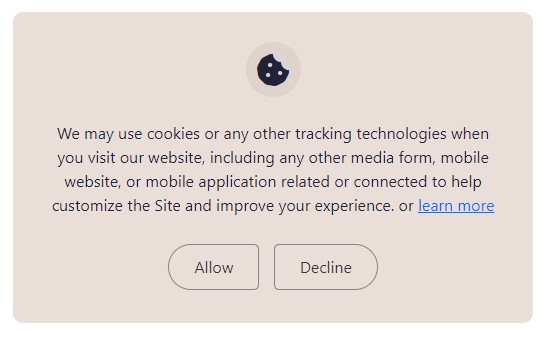 We may use cookies or any other tracking technologies when
you visit our website, including any other media form, mobile
website, or mobile application related or connected to help
customize the Site and improve your experience. or learn more
Allow
Decline